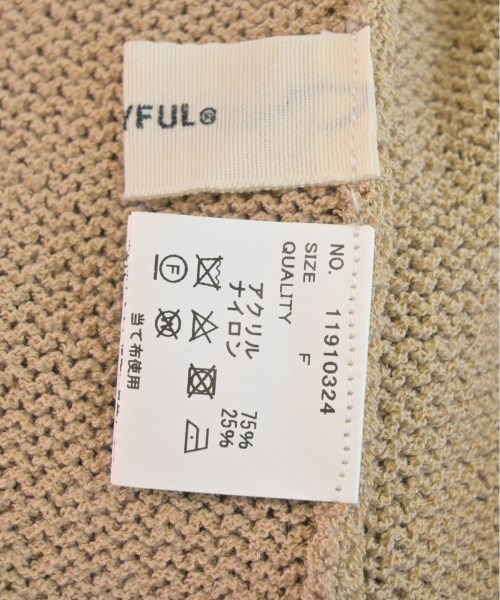 YFUL®
NO. 11910324
SIZE F
QUALITY
アクリル 75%
ナイロン 25%
F
当て布使用